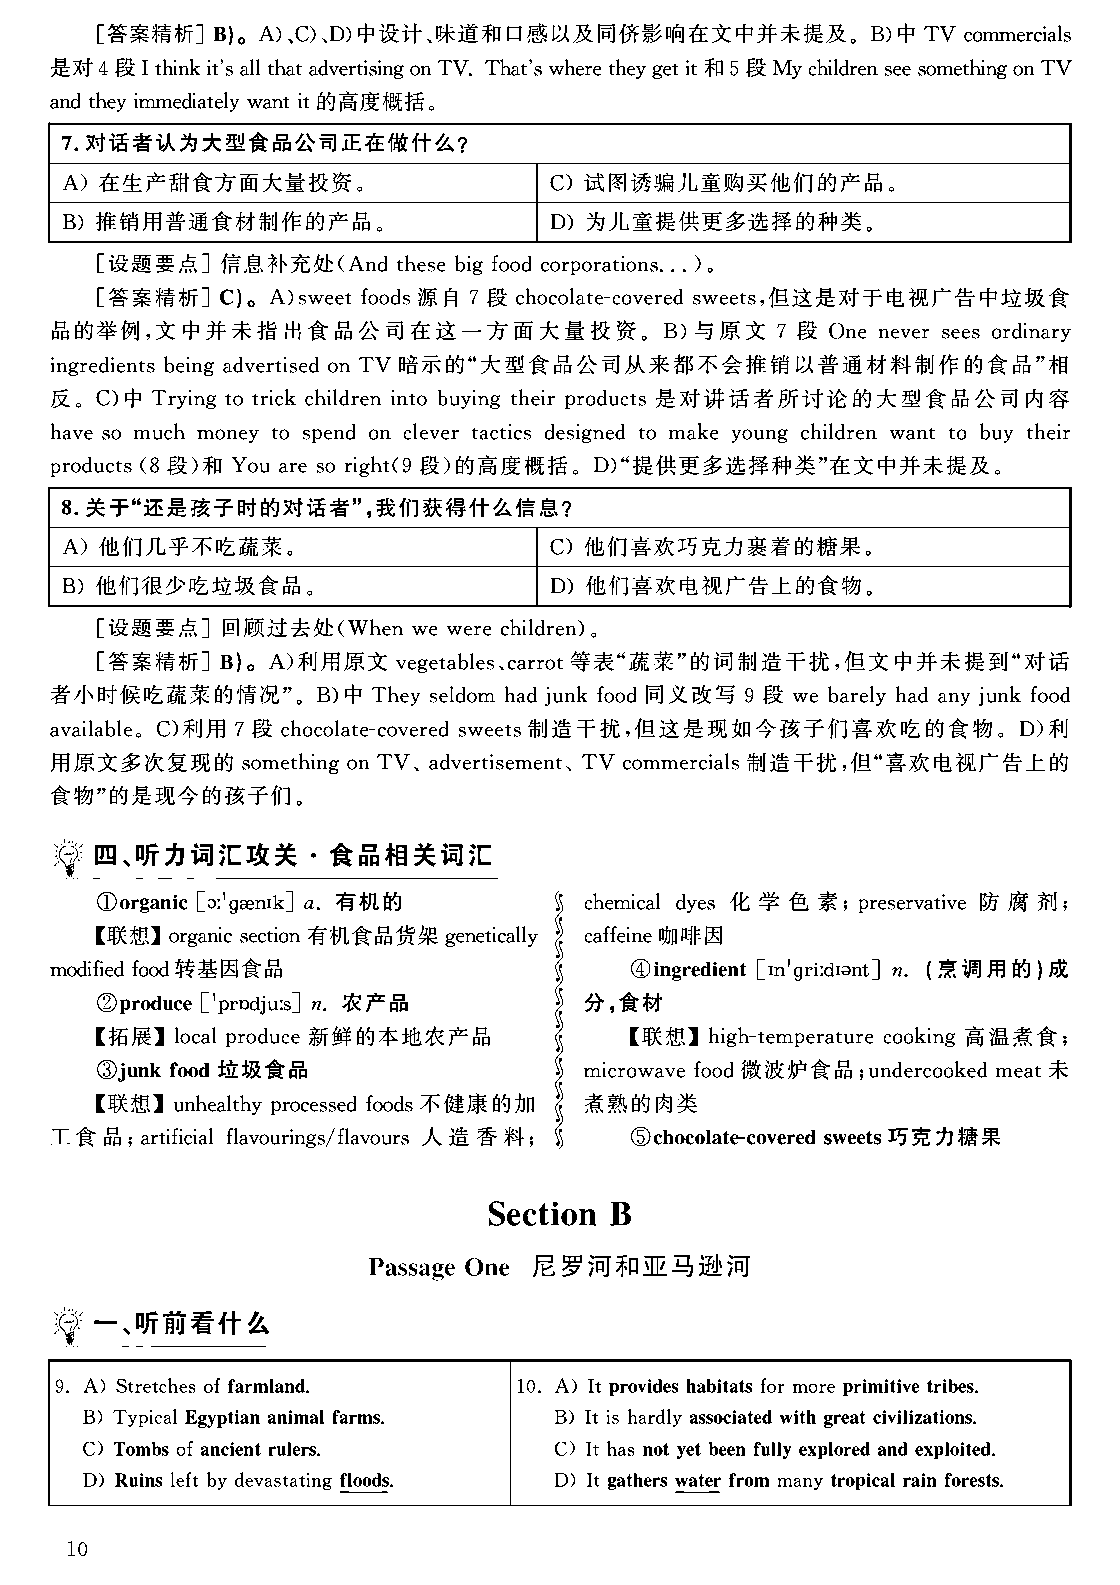 [答案精析] B)。A)、C)、D)中设计、味道和口感以及同侪影响在文中并未提及。B)中 TV commercials
是对4段 I think it's all that advertising on TV. That's where they get it 和5段 My children see something on TV
and they immediately want it 的高度概括。
7.对话者认为大型食品公司正在做什么?
A) 在生产甜食方面大量投资。
C) 试图诱骗儿童购买他们的产品。
B) 推销用普通食材制作的产品。
D) 为儿童提供更多选择的种类。
[设题要点] 信息补充处(And these big food corporations...)。
[答案精析] C)。A)sweet foods 源自7段 chocolate-covered sweets,但这是对于电视广告中垃圾食
品的举例,文中并未指出食品公司在这一方面大量投资。B)与原文7段 One never sees ordinary
ingredients being advertised on TV 暗示的“大型食品公司从来都不会推销以普通材料制作的食品”相
反。C)中 Trying to trick children into buying their products 是对讲话者所讨论的大型食品公司内容
have so much money to spend on clever tactics designed to make young children want to buy their
products (8段)和 You are so right(9段)的高度概括。D)“提供更多选择种类”在文中并未提及。
8.关于“还是孩子时的对话者”,我们获得什么信息?
A) 他们几乎不吃蔬菜。
C) 他们喜欢巧克力裹着的糖果。
B) 他们很少吃垃圾食品。
D) 他们喜欢电视广告上的食物。
[设题要点] 回顾过去处(When we were children)。
[答案精析] B)。A)利用原文 vegetables、carrot 等表“蔬菜”的词制造干扰,但文中并未提到“对话
者小时候吃蔬菜的情况”。B)中 They seldom had junk food 同义改写9段 we barely had any junk food
available。C)利用7段 chocolate-covered sweets 制造干扰,但这是现如今孩子们喜欢吃的食物。D)利
用原文多次复现的 something on TV、advertisement、TV commercials 制造干扰,但“喜欢电视广告上的
食物”的是现今的孩子们。
四、听力词汇攻关·食品相关词汇
①organic [ɔːˈgænɪk] a. 有机的
【联想】organic section 有机食品货架 genetically
modified food 转基因食品
②produce [ˈprɒdjuːs] n. 农产品
【拓展】local produce 新鲜的本地农产品
③junk food 垃圾食品
【联想】unhealthy processed foods 不健康的加
工食品;artificial flavourings/flavours 人造香料;
chemical dyes 化学色素;preservative 防腐剂;
caffeine 咖啡因
④ingredient [ɪnˈgriːdɪənt] n. (烹调用的)成
分,食材
【联想】high-temperature cooking 高温煮食;
microwave food 微波炉食品;undercooked meat 未
煮熟的肉类
⑤chocolate-covered sweets 巧克力糖果
Section B
Passage One 尼罗河和亚马逊河
一、听前看什么
9. A) Stretches of farmland.
B) Typical Egyptian animal farms.
C) Tombs of ancient rulers.
D) Ruins left by devastating floods.
10. A) It provides habitats for more primitive tribes.
B) It is hardly associated with great civilizations.
C) It has not yet been fully explored and exploited.
D) It gathers water from many tropical rain forests.
10